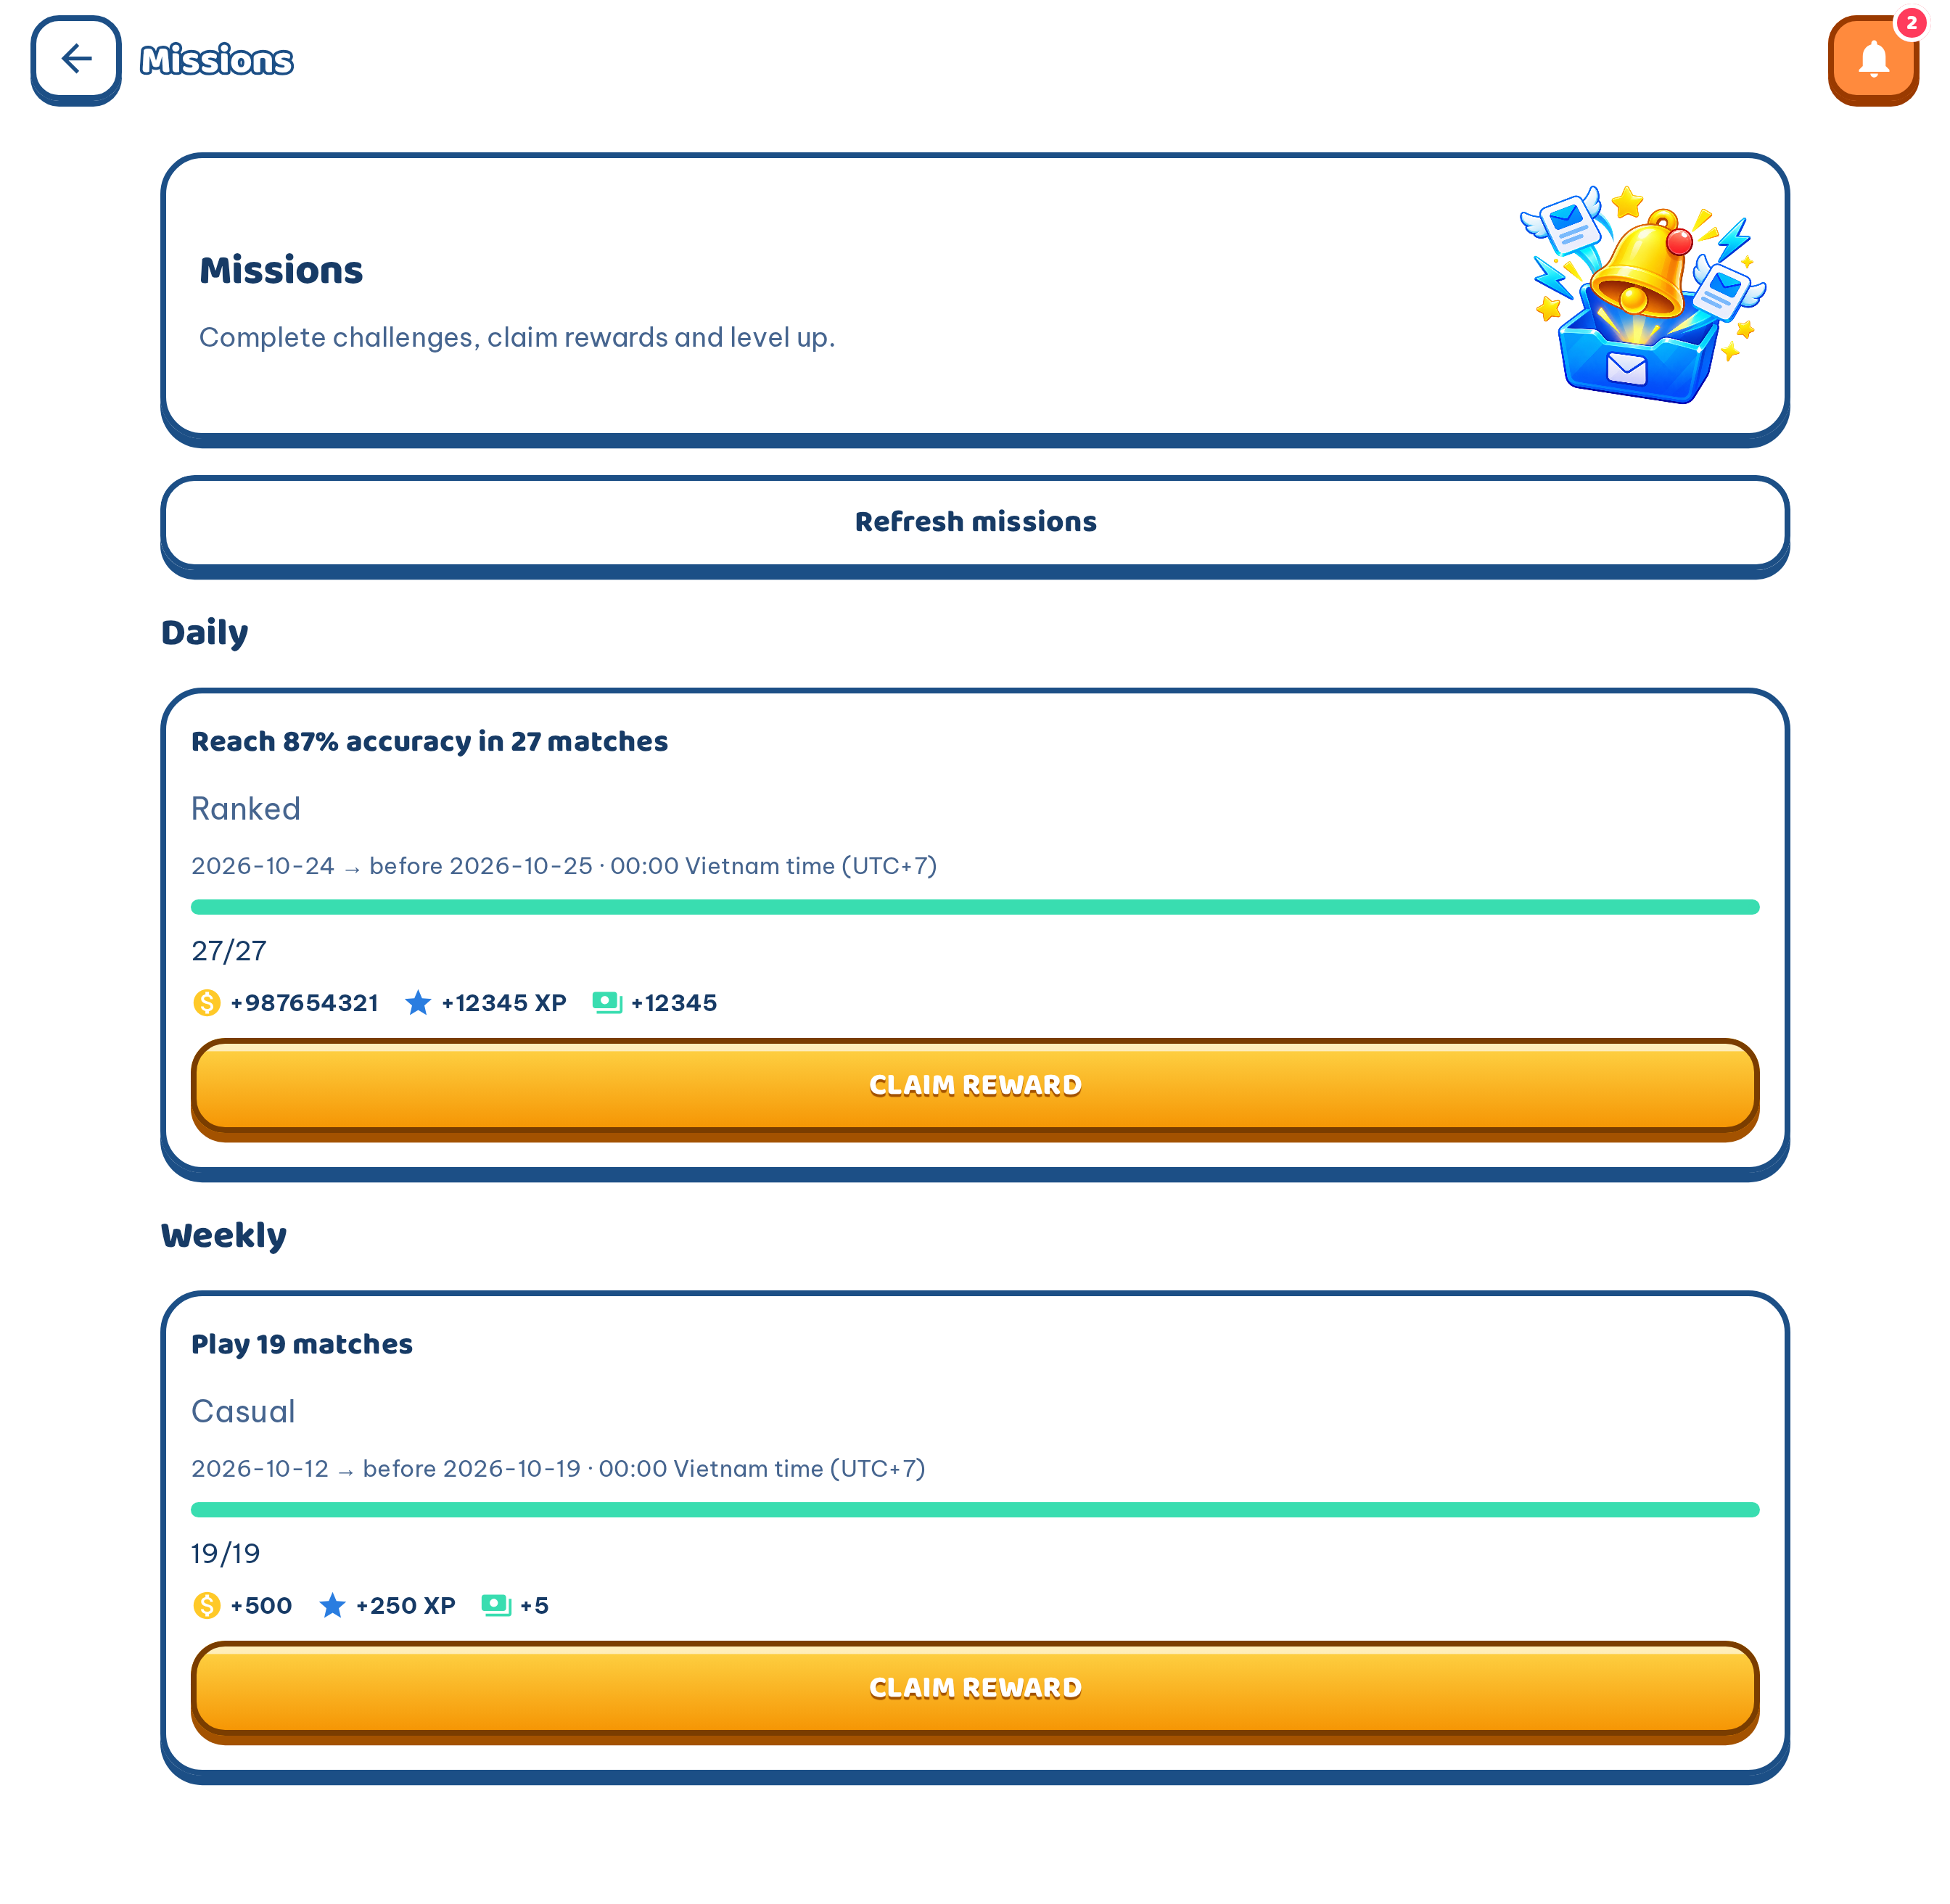 Missions
2
Missions
Complete challenges, claim rewards and level up.
Refresh missions
Daily
Reach 87% accuracy in 27 matches
Ranked
2026-10-24 → before 2026-10-25 · 00:00 Vietnam time (UTC+7)
27/27
+987654321 +12345 XP +12345
CLAIM REWARD
Weekly
Play 19 matches
Casual
2026-10-12 → before 2026-10-19 · 00:00 Vietnam time (UTC+7)
19/19
+500 +250 XP +5
CLAIM REWARD